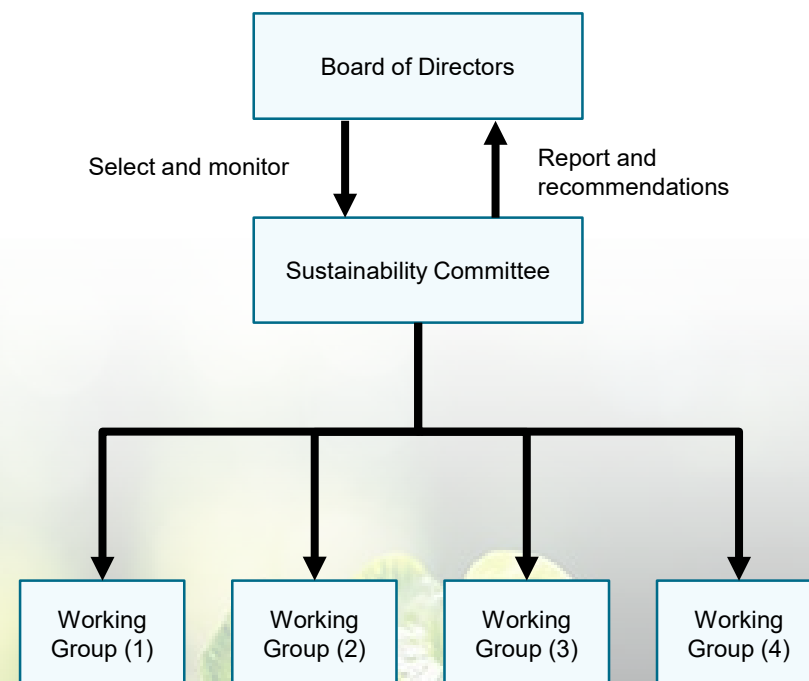 Board of Directors
Select and monitor
Report and
recommendations
Sustainability Committee
Working
Group (1)
Working
Group (2)
Working
Group (3)
Working
Group (4)